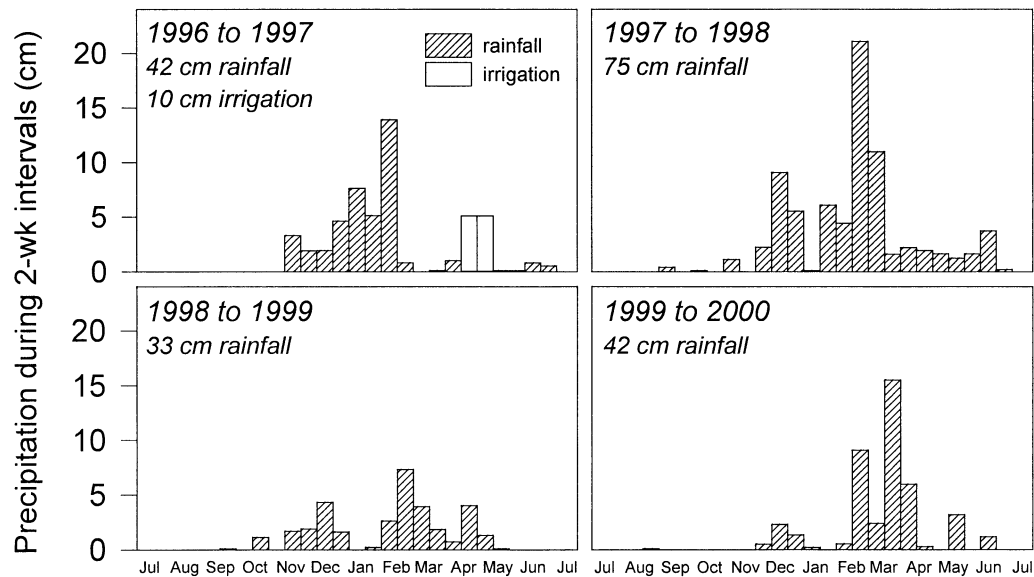 Precipitation during 2-wk intervals (cm)
1996 to 1997
42 cm rainfall
10 cm irrigation
rainfall
irrigation
20
15
10
5
0
1997 to 1998
75 cm rainfall
1998 to 1999
33 cm rainfall
20
15
10
5
0
1999 to 2000
42 cm rainfall
Jul Aug Sep Oct Nov Dec Jan Feb Mar Apr May Jun Jul
Jul Aug Sep Oct Nov Dec Jan Feb Mar Apr May Jun Jul